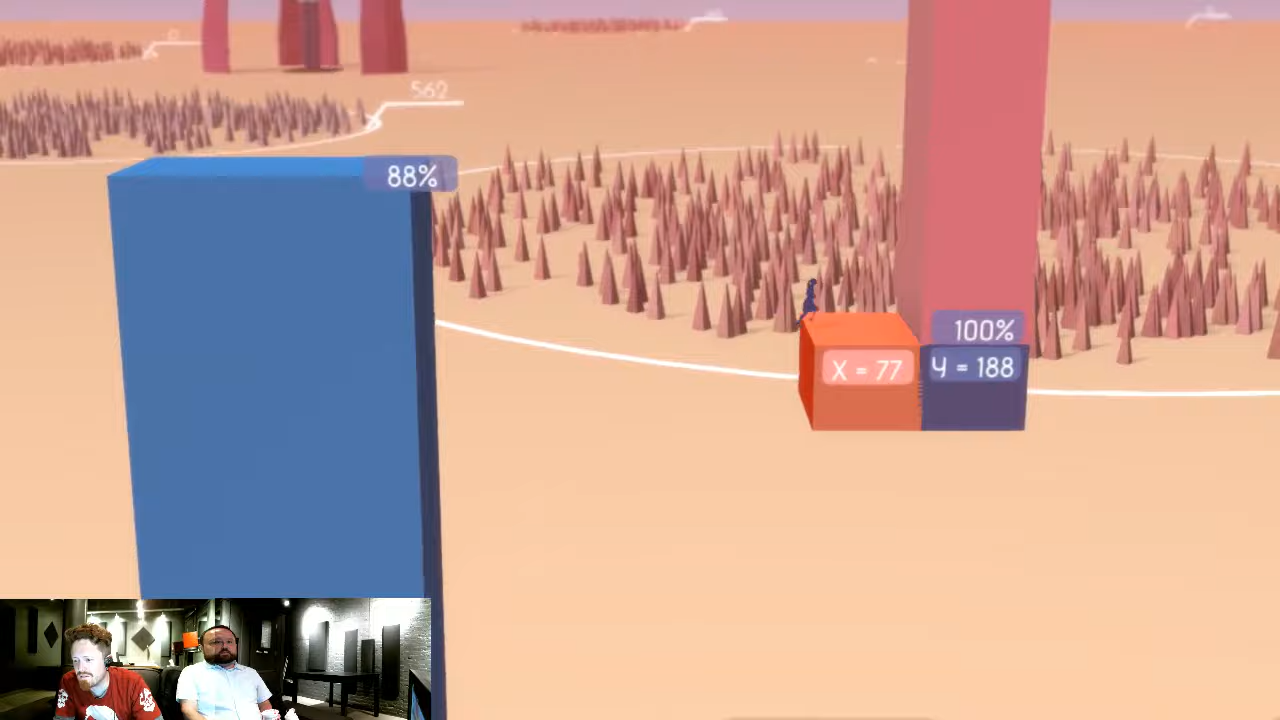 562
88%
100%
X = 77
Y = 188